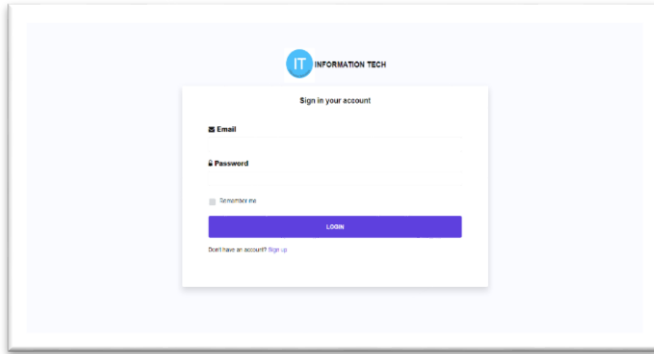 IT INFORMATION TECH
Sign in your account
Email
Password
Remember me
LOGIN
Don't have an account? Sign up